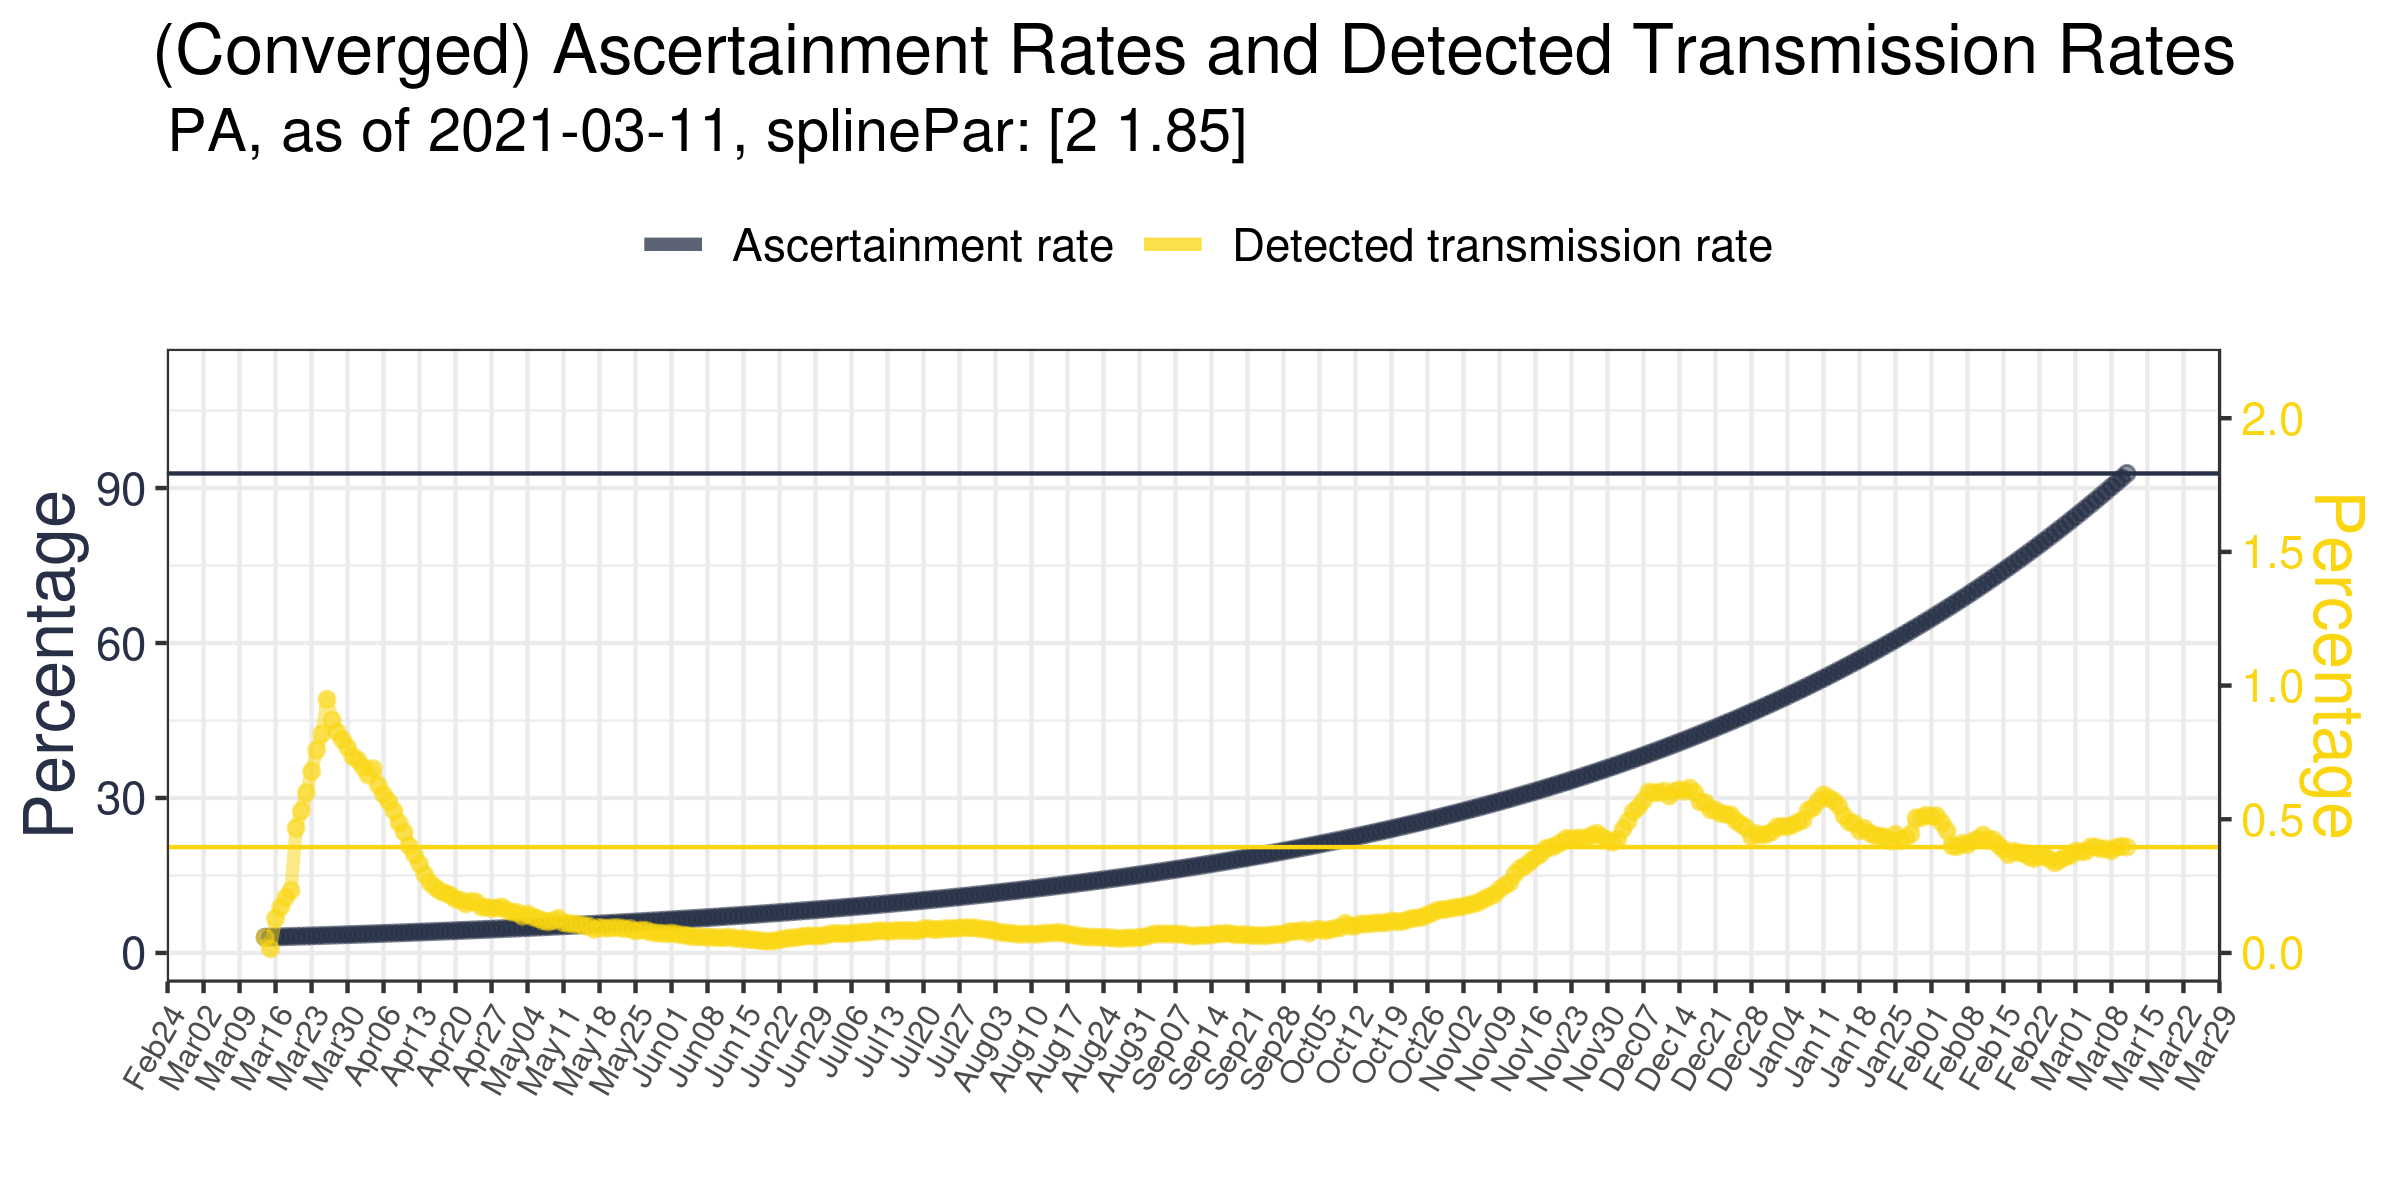 (Converged) Ascertainment Rates and Detected Transmission Rates
PA, as of 2021-03-11, splinePar: [2 1.85]
Ascertainment rate
Detected transmission rate
Percentage
90
60
30
0
2.0
1.5
1.0
0.5
0.0
Percentage
Feb24
Mar02
Mar09
Mar16
Mar23
Mar30
Apr06
Apr13
Apr20
Apr27
May04
May11
May18
May25
Jun01
Jun08
Jun15
Jun22
Jun29
Jul06
Jul13
Jul20
Jul27
Aug03
Aug10
Aug17
Aug24
Aug31
Sep07
Sep14
Sep21
Sep28
Oct05
Oct12
Oct19
Oct26
Nov02
Nov09
Nov16
Nov23
Nov30
Dec07
Dec14
Dec21
Dec28
Jan04
Jan11
Jan18
Jan25
Feb01
Feb08
Feb15
Feb22
Mar01
Mar08
Mar15
Mar22
Mar29